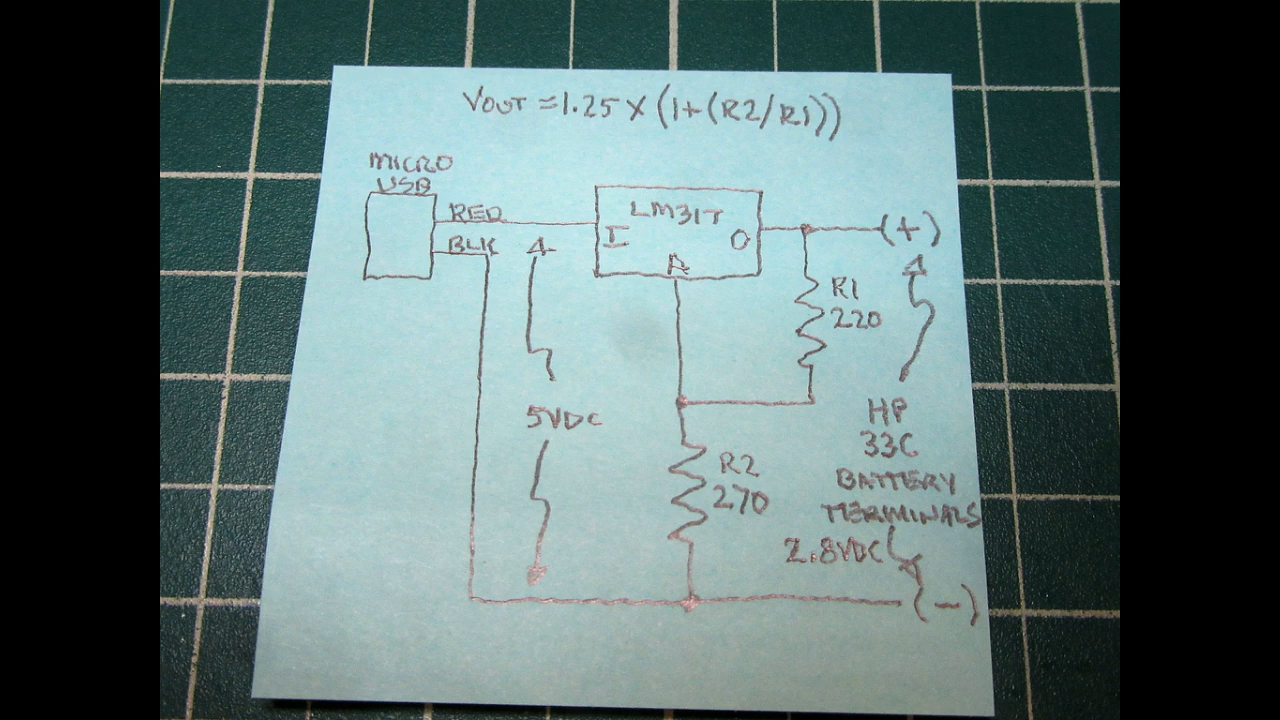 VOUT = 1.25 X (1+(R2/R1))
MICRO
USB
RED
BLK
LM317
I
O
A
(+)
R1
220
5VDC
HP
33C
BATTERY
TERMINALS
2.8VDC
R2
270
(-)